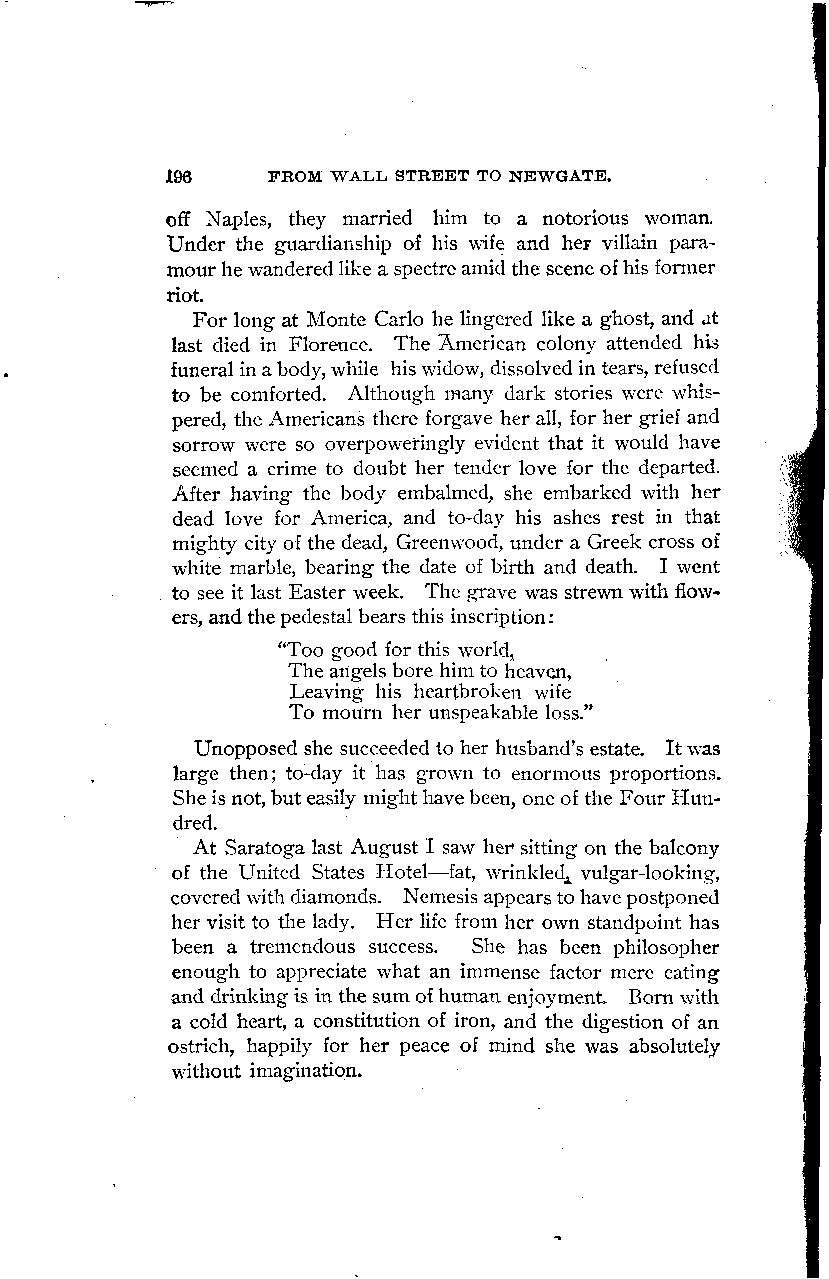 196 FROM WALL STREET TO NEWGATE.
off Naples, they married him to a notorious woman.
Under the guardianship of his wife and her villain para-
mour he wandered like a spectre amid the scene of his former
riot.
For long at Monte Carlo he lingered like a ghost, and at
last died in Florence. The American colony attended his
funeral in a body, while his widow, dissolved in tears, refused
to be comforted. Although many dark stories were whis-
pered, the Americans there forgave her all, for her grief and
sorrow were so overpoweringly evident that it would have
seemed a crime to doubt her tender love for the departed.
After having the body embalmed, she embarked with her
dead love for America, and to-day his ashes rest in that
mighty city of the dead, Greenwood, under a Greek cross of
white marble, bearing the date of birth and death. I went
to see it last Easter week. The grave was strewn with flow-
ers, and the pedestal bears this inscription:
"Too good for this world,
The angels bore him to heaven,
Leaving his heartbroken wife
To mourn her unspeakable loss."
Unopposed she succeeded to her husband's estate. It was
large then; to-day it has grown to enormous proportions.
She is not, but easily might have been, one of the Four Hun-
dred.
At Saratoga last August I saw her sitting on the balcony
of the United States Hotel—fat, wrinkled, vulgar-looking,
covered with diamonds. Nemesis appears to have postponed
her visit to the lady. Her life from her own standpoint has
been a tremendous success. She has been philosopher
enough to appreciate what an immense factor mere eating
and drinking is in the sum of human enjoyment. Born with
a cold heart, a constitution of iron, and the digestion of an
ostrich, happily for her peace of mind she was absolutely
without imagination.